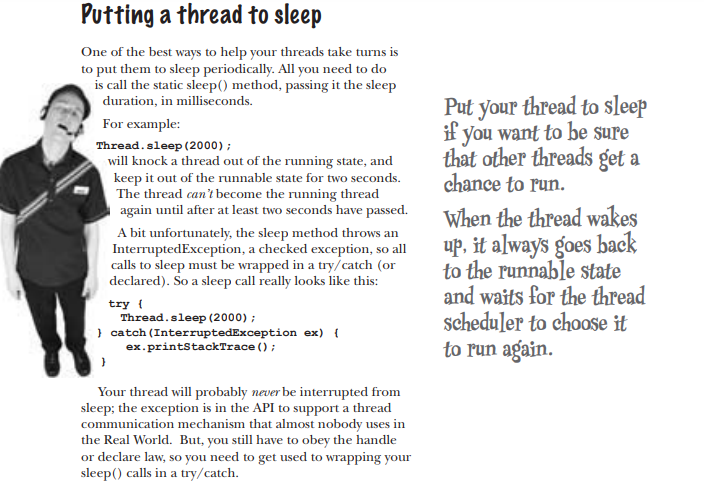 Putting a thread to sleep
One of the best ways to help your threads take turns is
to put them to sleep periodically. All you need to do
is call the static sleep() method, passing it the sleep
duration, in milliseconds.
For example:
Thread.sleep(2000);
will knock a thread out of the running state, and
keep it out of the runnable state for two seconds.
The thread can't become the running thread
again until after at least two seconds have passed.
A bit unfortunately, the sleep method throws an
InterruptedException, a checked exception, so all
calls to sleep must be wrapped in a try/catch (or
declared). So a sleep call really looks like this:
try {
Thread.sleep(2000);
} catch(InterruptedException ex) {
ex.printStackTrace();
}
Your thread will probably never be interrupted from
sleep; the exception is in the API to support a thread
communication mechanism that almost nobody uses in
the Real World.  But, you still have to obey the handle
or declare law, so you need to get used to wrapping your
sleep() calls in a try/catch.
Put your thread to sleep
if you want to be sure
that other threads get a
chance to run.
When the thread wakes
up, it always goes back
to the runnable state
and waits for the thread
scheduler to choose it
to run again.